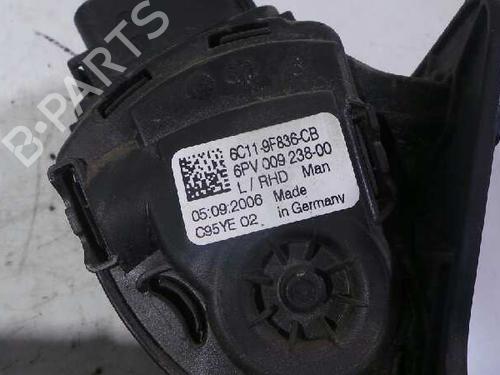 B-PARTS
6C11-9F836-CB
6PV 009 238-00
L / RHD Man
05:09:2006 Made
C95YE 02 in Germany